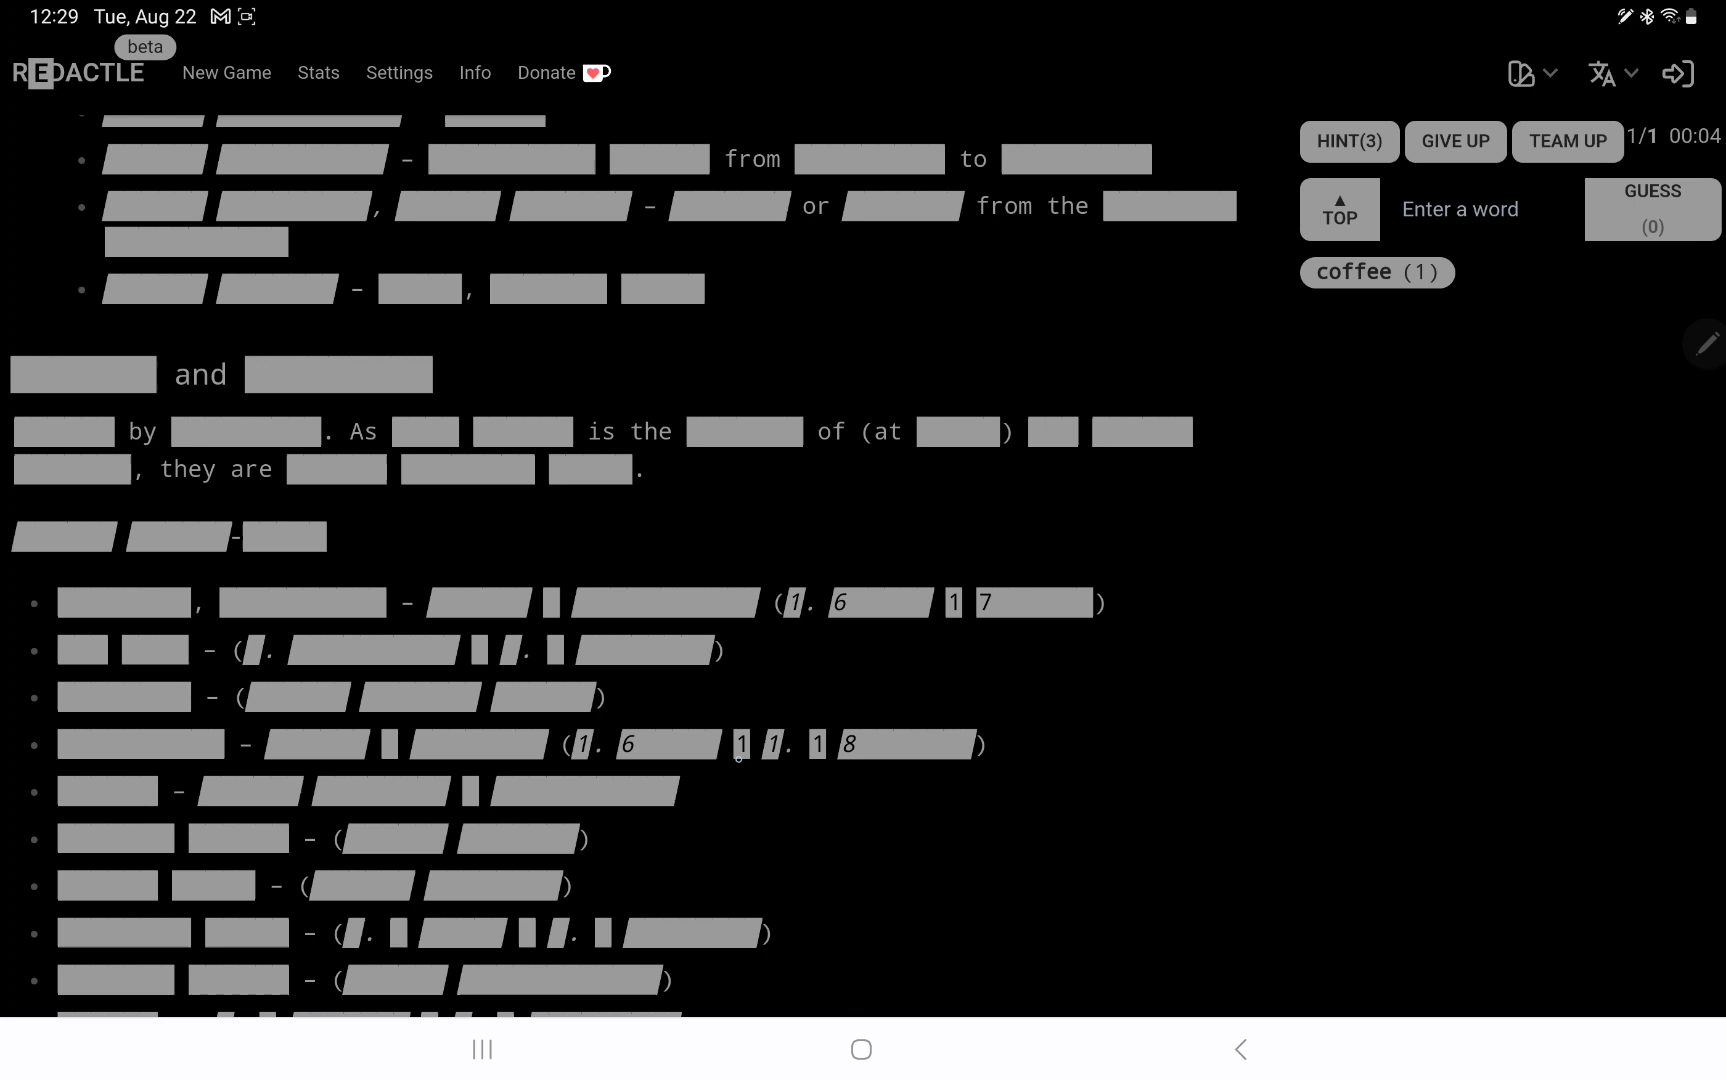 12:29 Tue, Aug 22
beta
REDACTLE New Game Stats Settings Info Donate
HINT(3) GIVE UP TEAM UP 1/1 00:04
– from to
, – or from the
– ,
▲
TOP
Enter a word
GUESS
(0)
coffee (1)
and
by . As is the of (at )
, they are .
-
, – (1. 6 1 7)
– ( . . )
– ( )
– (1. 6 1 1. 1 8)
–
– ( )
– ( )
– ( . . )
– ( )